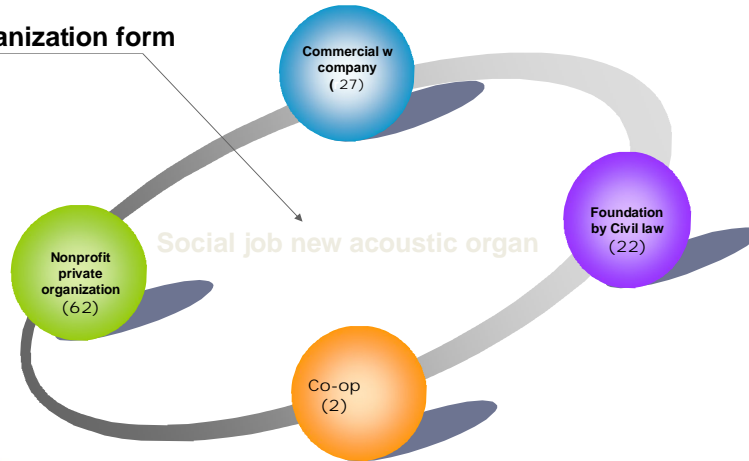 anization form
Commercial w
company
( 27)
Foundation
by Civil law
(22)
Social job new acoustic organ
Nonprofit
private
organization
(62)
Co-op
(2)